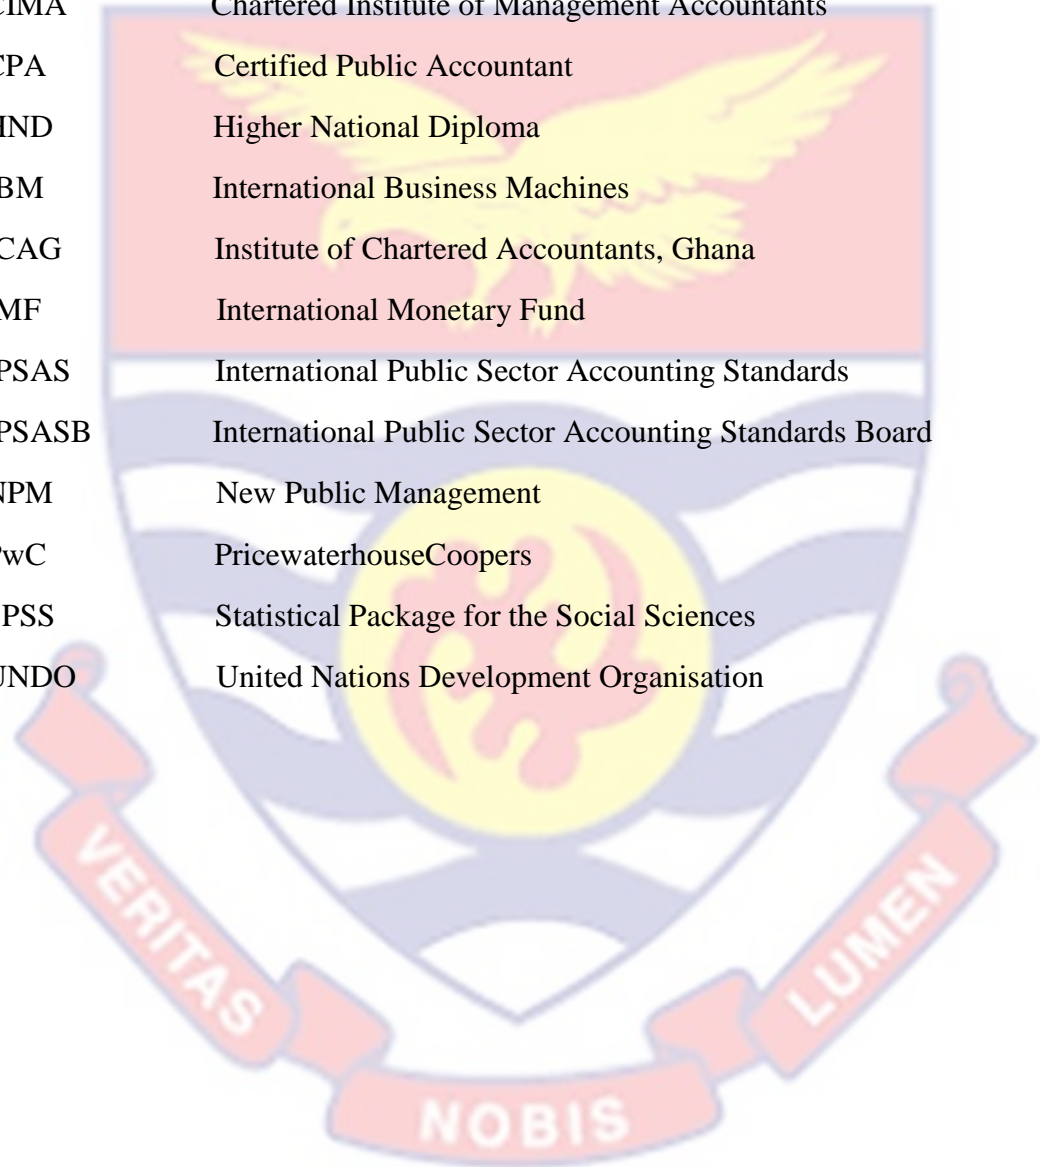 CIMA Chartered Institute of Management Accountants
CPA Certified Public Accountant
HND Higher National Diploma
BM International Business Machines
CAG Institute of Chartered Accountants, Ghana
MF International Monetary Fund
PSAS International Public Sector Accounting Standards
PSASB International Public Sector Accounting Standards Board
NPM New Public Management
PwC PricewaterhouseCoopers
PSS Statistical Package for the Social Sciences
UNDO United Nations Development Organisation
VERITAS
NOBIS
LUMEN